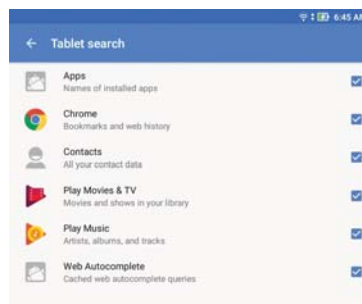 6:45 AM
Tablet search
Apps
Names of installed apps
Chrome
Bookmarks and web history
Contacts
All your contact data
Play Movies & TV
Movies and shows in your library
Play Music
Artists, albums, and tracks
Web Autocomplete
Cached web autocomplete queries